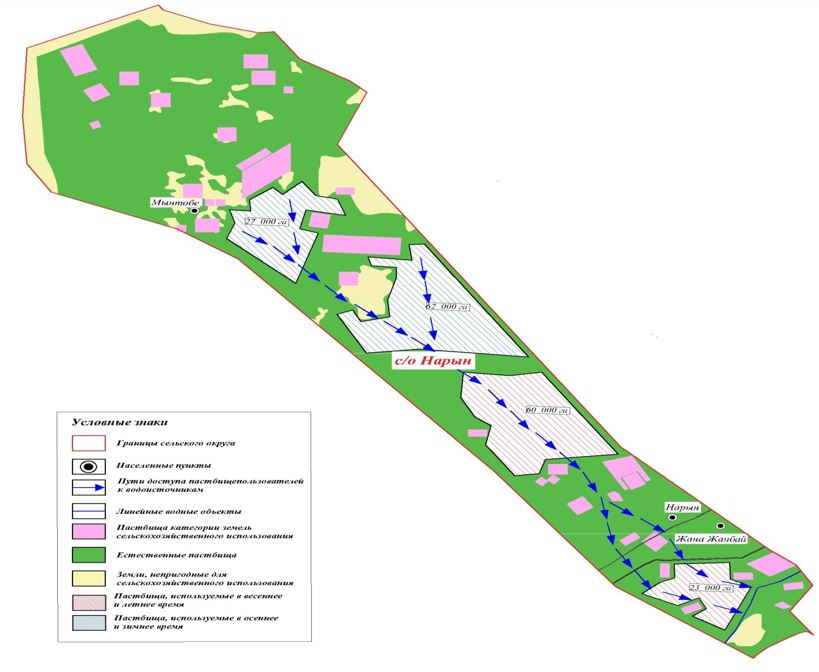 Мынтобе
27 000 га
62 000 га
с/о Нарын
60 000 га
Нарын
Жана Жанбай
23 000 га
Условные знаки
Границы сельского округа
Населенные пункты
Пути доступа пастбищепользователей
к водоисточникам
Линейные водные объекты
Пастбища категории земель
сельскохозяйственного использования
Естественные пастбища
Земли, непригодные для
сельскохозяйственного использования
Пастбища, используемые в весеннее
и летнее время
Пастбища, используемые в осеннее
и зимнее время